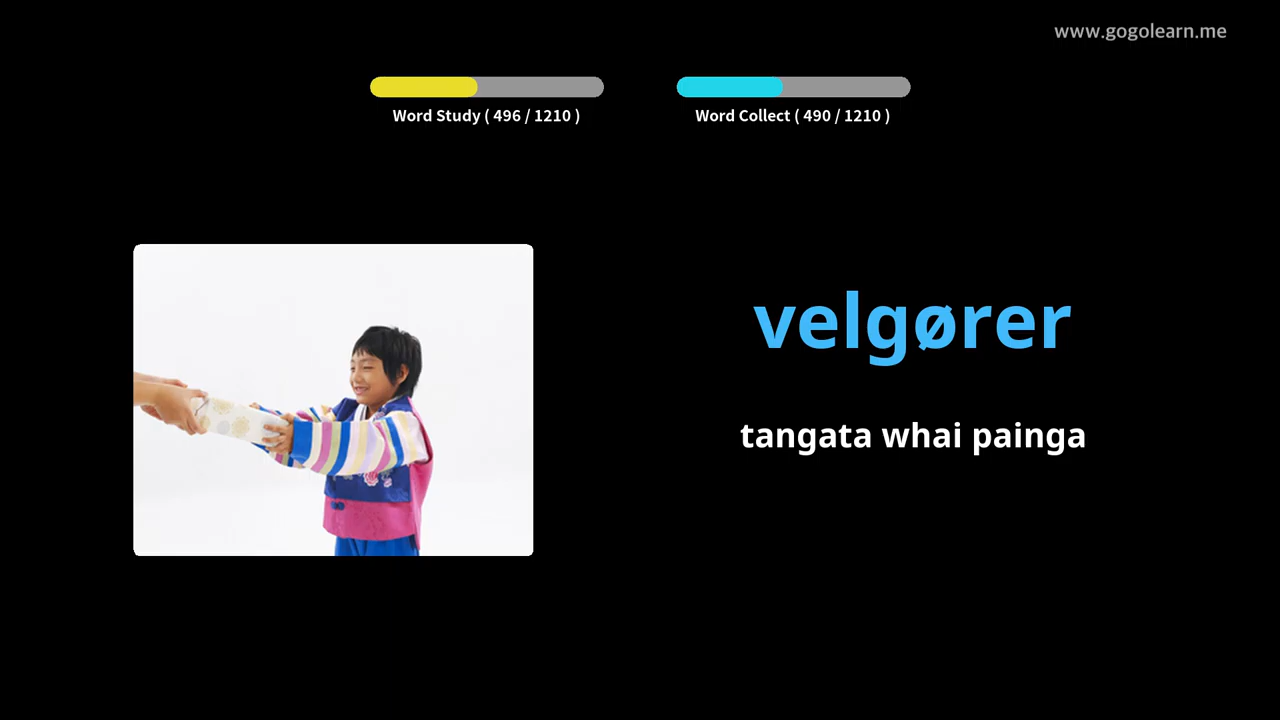 www.gogolearn.me
Word Study ( 496 / 1210 )
Word Collect ( 490 / 1210 )
velgører
tangata whai painga